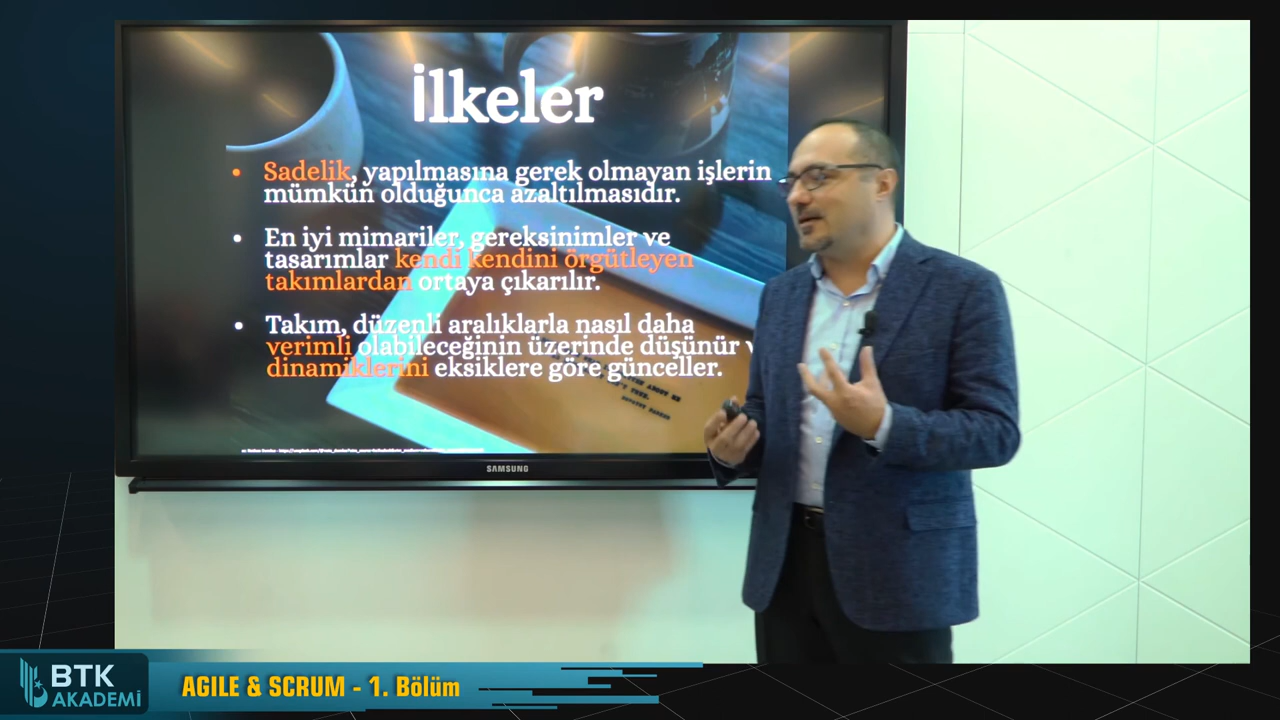 İlkeler
• Sadelik, yapılmasına gerek olmayan işlerin
mümkün olduğunca azaltılmasıdır.
• En iyi mimariler, gereksinimler ve
tasarımlar kendi kendini örgütleyen
takımlardan ortaya çıkarılır.
• Takım, düzenli aralıklarla nasıl daha
verimli olabileceğinin üzerinde düşünür
dinamiklerini eksiklere göre günceller.
SAMSUNG
BTK
AKADEMİ
AGILE & SCRUM - 1. Bölüm